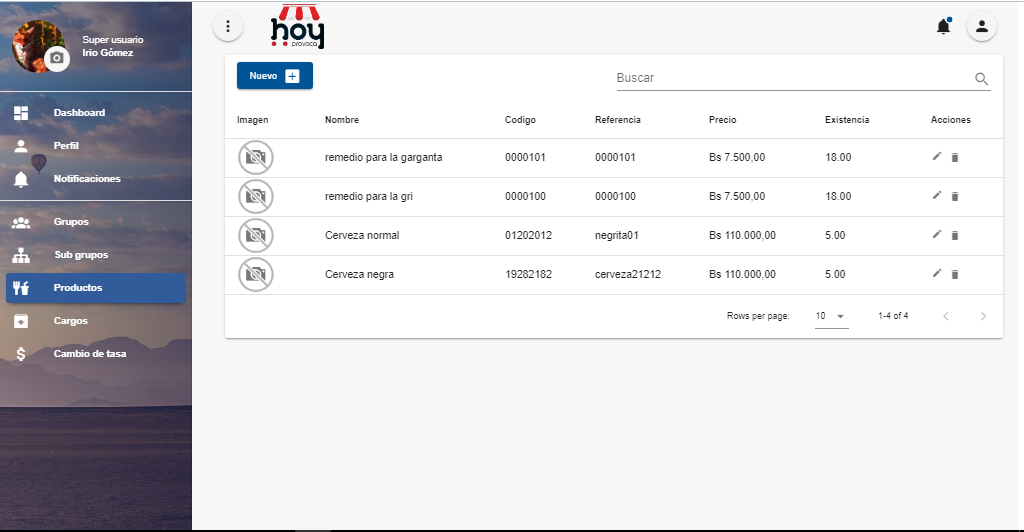 Super usuario
Irio Gómez
Dashboard
Perfil
Notificaciones
Grupos
Sub grupos
Productos
Cargos
Cambio de tasa
hoy
provoca
Nuevo
Buscar
Imagen Nombre Codigo Referencia Precio Existencia Acciones
remedio para la garganta 0000101 0000101 Bs 7.500,00 18.00
remedio para la gri 0000100 0000100 Bs 7.500,00 18.00
Cerveza normal 01202012 negrita01 Bs 110.000,00 5.00
Cerveza negra 19282182 cerveza21212 Bs 110.000,00 5.00
Rows per page: 10 1-4 of 4